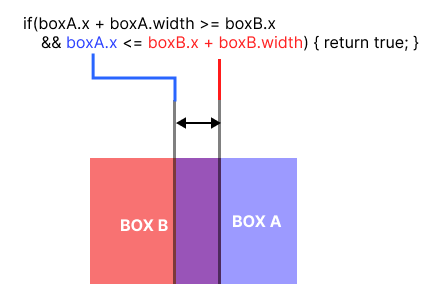 if(boxA.x + boxA.width >= boxB.x
&& boxA.x <= boxB.x + boxB.width) { return true; }
BOX B
BOX A